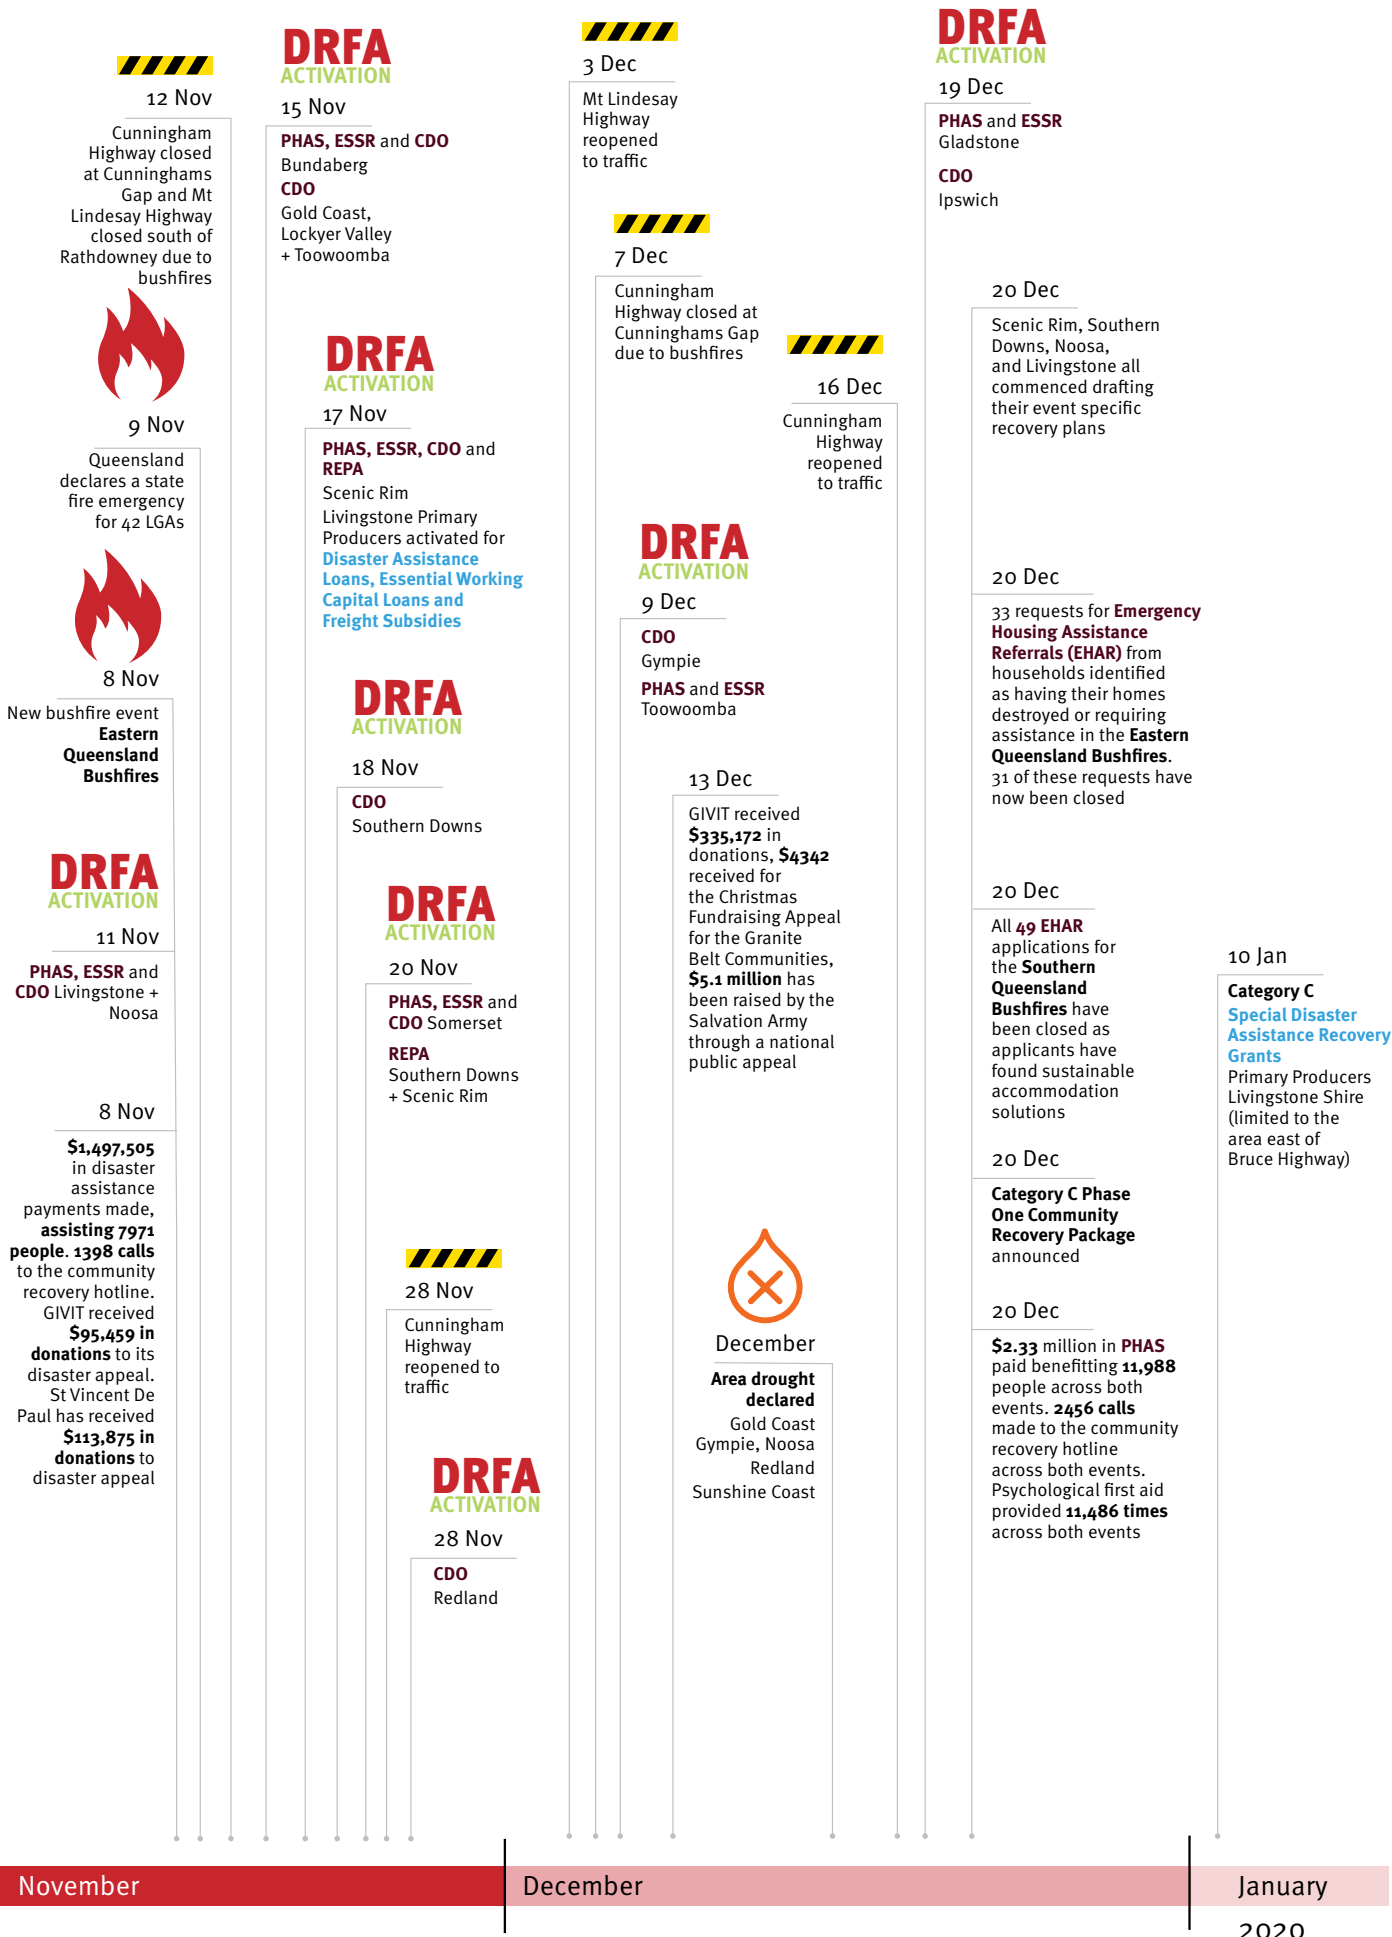 12 Nov
Cunningham
Highway closed
at Cunninghams
Gap and Mt
Lindesay Highway
closed south of
Rathdowney due to
bushfires
9 Nov
Queensland
declares a state
fire emergency
for 42 LGAs
8 Nov
New bushfire event
Eastern
Queensland
Bushfires
DRFA
ACTIVATION
11 Nov
PHAS, ESSR and
CDO Livingstone +
Noosa
8 Nov
$1,497,505
in disaster
assistance
payments made,
assisting 7971
people. 1398 calls
to the community
recovery hotline.
GIVIT received
$95,459 in
donations to its
disaster appeal.
St Vincent De
Paul has received
$113,875 in
donations to
disaster appeal
DRFA
ACTIVATION
15 Nov
PHAS, ESSR and CDO
Bundaberg
CDO
Gold Coast,
Lockyer Valley
+ Toowoomba
DRFA
ACTIVATION
17 Nov
PHAS, ESSR, CDO and
REPA
Scenic Rim
Livingstone Primary
Producers activated for
Disaster Assistance
Loans, Essential Working
Capital Loans and
Freight Subsidies
DRFA
ACTIVATION
18 Nov
CDO
Southern Downs
DRFA
ACTIVATION
20 Nov
PHAS, ESSR and
CDO Somerset
REPA
Southern Downs
+ Scenic Rim
28 Nov
Cunningham
Highway
reopened to
traffic
DRFA
ACTIVATION
28 Nov
CDO
Redland
3 Dec
Mt Lindesay
Highway
reopened
to traffic
7 Dec
Cunningham
Highway closed at
Cunninghams Gap
due to bushfires
DRFA
ACTIVATION
9 Dec
CDO
Gympie
PHAS and ESSR
Toowoomba
13 Dec
GIVIT received
$335,172 in
donations, $4342
received for
the Christmas
Fundraising Appeal
for the Granite
Belt Communities,
$5.1 million has
been raised by the
Salvation Army
through a national
public appeal
December
Area drought
declared
Gold Coast
Gympie, Noosa
Redland
Sunshine Coast
16 Dec
Cunningham
Highway
reopened
to traffic
DRFA
ACTIVATION
19 Dec
PHAS and ESSR
Gladstone
CDO
Ipswich
20 Dec
Scenic Rim, Southern
Downs, Noosa,
and Livingstone all
commenced drafting
their event specific
recovery plans
20 Dec
33 requests for Emergency
Housing Assistance
Referrals (EHAR) from
households identified
as having their homes
destroyed or requiring
assistance in the Eastern
Queensland Bushfires.
31 of these requests have
now been closed
20 Dec
All 49 EHAR
applications for
the Southern
Queensland
Bushfires have
been closed as
applicants have
found sustainable
accommodation
solutions
20 Dec
Category C Phase
One Community
Recovery Package
announced
20 Dec
$2.33 million in PHAS
paid benefitting 11,988
people across both
events. 2456 calls
made to the community
recovery hotline
across both events.
Psychological first aid
provided 11,486 times
across both events
10 Jan
Category C
Special Disaster
Assistance Recovery
Grants
Primary Producers
Livingstone Shire
(limited to the
area east of
Bruce Highway)
November
December
January
2020